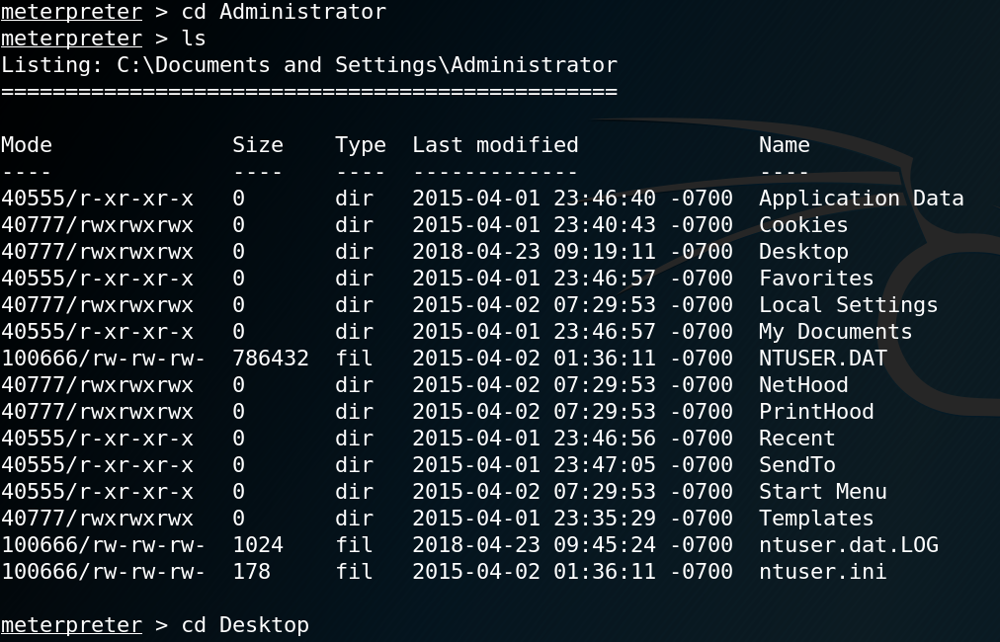 meterpreter > cd Administrator
meterpreter > ls
Listing: C:\Documents and Settings\Administrator
================================================
Mode              Size    Type  Last modified              Name
----              ----    ----  -------------              ----
40555/r-xr-xr-x   0       dir   2015-04-01 23:46:40 -0700  Application Data
40777/rwxrwxrwx   0       dir   2015-04-01 23:40:43 -0700  Cookies
40777/rwxrwxrwx   0       dir   2018-04-23 09:19:11 -0700  Desktop
40555/r-xr-xr-x   0       dir   2015-04-01 23:46:57 -0700  Favorites
40777/rwxrwxrwx   0       dir   2015-04-02 07:29:53 -0700  Local Settings
40555/r-xr-xr-x   0       dir   2015-04-01 23:46:57 -0700  My Documents
100666/rw-rw-rw-  786432  fil   2015-04-02 01:36:11 -0700  NTUSER.DAT
40777/rwxrwxrwx   0       dir   2015-04-02 07:29:53 -0700  NetHood
40777/rwxrwxrwx   0       dir   2015-04-02 07:29:53 -0700  PrintHood
40555/r-xr-xr-x   0       dir   2015-04-01 23:46:56 -0700  Recent
40555/r-xr-xr-x   0       dir   2015-04-01 23:47:05 -0700  SendTo
40555/r-xr-xr-x   0       dir   2015-04-02 07:29:53 -0700  Start Menu
40777/rwxrwxrwx   0       dir   2015-04-01 23:35:29 -0700  Templates
100666/rw-rw-rw-  1024    fil   2018-04-23 09:45:24 -0700  ntuser.dat.LOG
100666/rw-rw-rw-  178     fil   2015-04-02 01:36:11 -0700  ntuser.ini
meterpreter > cd Desktop